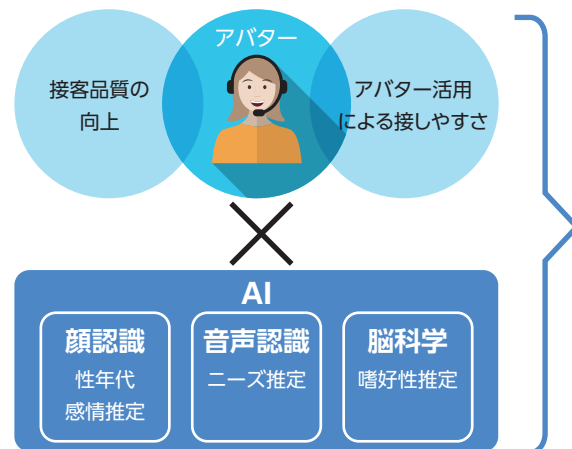 アバター
接客品質の
向上
アバター活用
による接しやすさ
AI
顔認識
性年代
感情推定
音声認識
ニーズ推定
脳科学
嗜好性推定